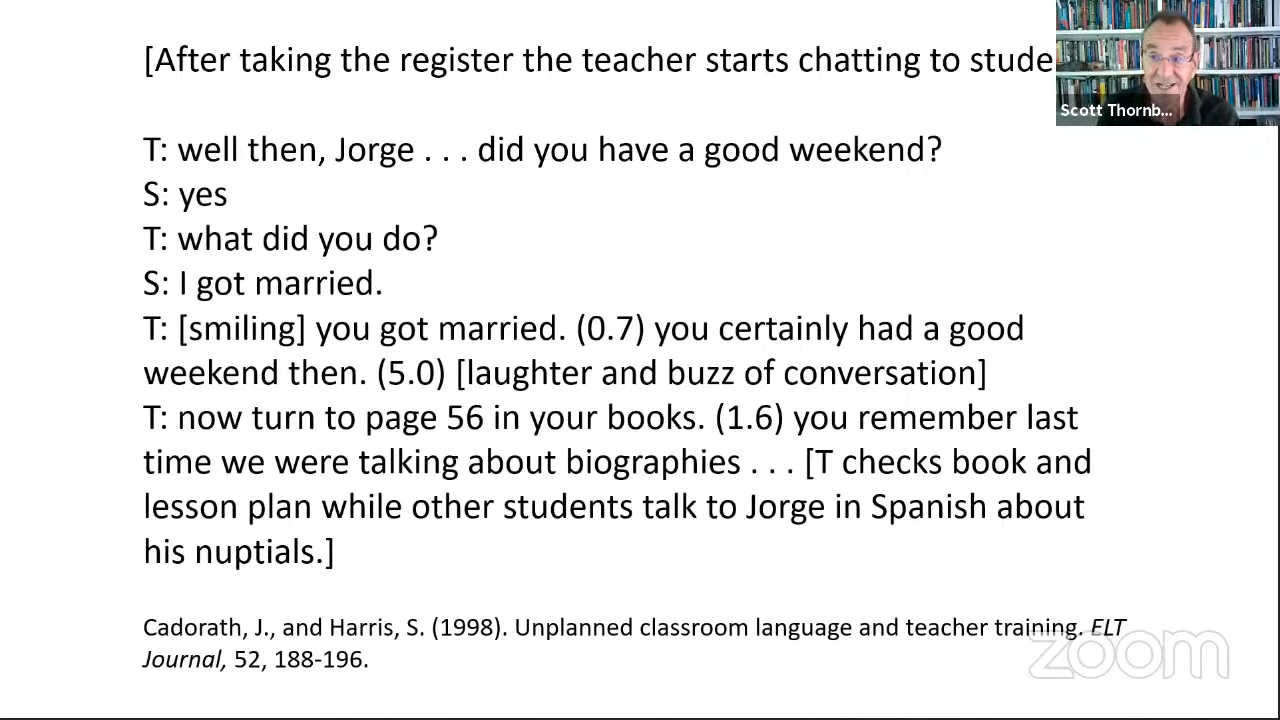 [After taking the register the teacher starts chatting to stude
Scott Thornb...
T: well then, Jorge . . . did you have a good weekend?
S: yes
T: what did you do?
S: I got married.
T: [smiling] you got married. (0.7) you certainly had a good
weekend then. (5.0) [laughter and buzz of conversation]
T: now turn to page 56 in your books. (1.6) you remember last
time we were talking about biographies . . . [T checks book and
lesson plan while other students talk to Jorge in Spanish about
his nuptials.]
Cadorath, J., and Harris, S. (1998). Unplanned classroom language and teacher training. ELT
Journal, 52, 188-196.
zoom